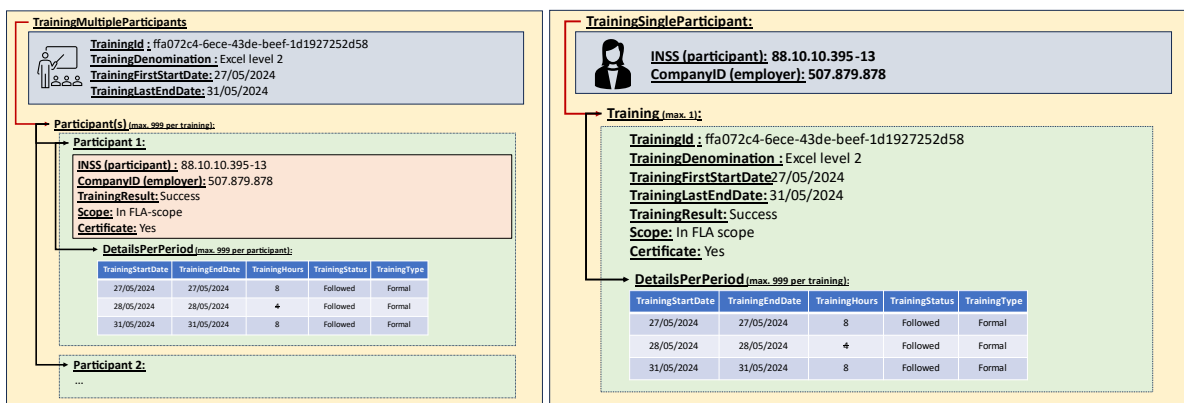 TrainingMultipleParticipants
TrainingId : ffa072c4-6ece-43de-beef-1d1927252d58
TrainingDenomination : Excel level 2
TrainingFirstStartDate: 27/05/2024
TrainingLastEndDate: 31/05/2024
Participant(s) (max. 999 per training):
Participant 1:
INSS (participant) : 88.10.10.395-13
CompanyID (employer): 507.879.878
TrainingResult: Success
Scope: In FLA-scope
Certificate: Yes
DetailsPerPeriod (max. 999 per participant):
TrainingStartDate TrainingEndDate TrainingHours TrainingStatus TrainingType
27/05/2024 27/05/2024 8 Followed Formal
28/05/2024 28/05/2024 4 Followed Formal
31/05/2024 31/05/2024 8 Followed Formal
Participant 2:
...
TrainingSingleParticipant:
INSS (participant): 88.10.10.395-13
CompanyID (employer): 507.879.878
Training (max. 1):
TrainingId : ffa072c4-6ece-43de-beef-1d1927252d58
TrainingDenomination : Excel level 2
TrainingFirstStartDate 27/05/2024
TrainingLastEndDate: 31/05/2024
TrainingResult: Success
Scope: In FLA scope
Certificate: Yes
DetailsPerPeriod (max. 999 per training):
TrainingStartDate TrainingEndDate TrainingHours TrainingStatus TrainingType
27/05/2024 27/05/2024 8 Followed Formal
28/05/2024 28/05/2024 4 Followed Formal
31/05/2024 31/05/2024 8 Followed Formal